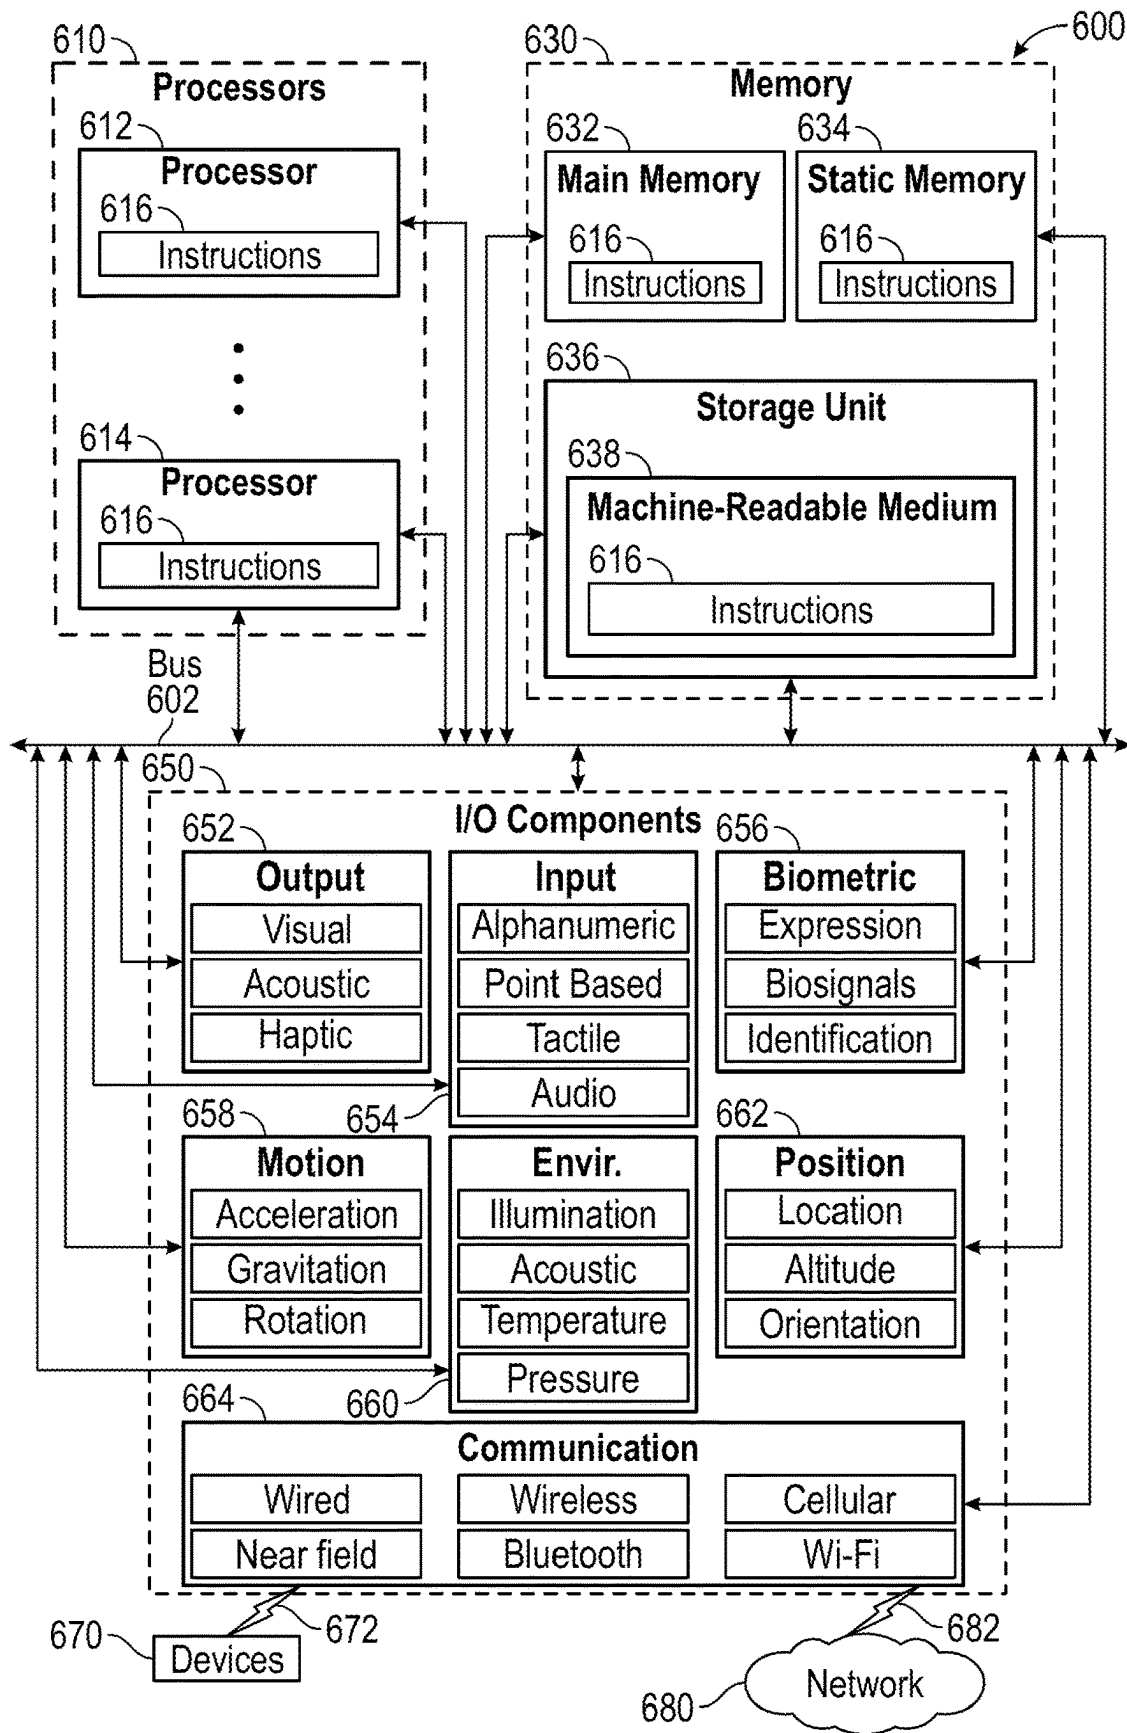 600
610
Processors
612
Processor
616
Instructions
614
Processor
616
Instructions
630
Memory
632
Main Memory
616
Instructions
634
Static Memory
616
Instructions
636
Storage Unit
638
Machine-Readable Medium
616
Instructions
Bus
602
650
I/O Components
652
Output
Visual
Acoustic
Haptic
Input
Alphanumeric
Point Based
Tactile
Audio
654
656
Biometric
Expression
Biosignals
Identification
658
Motion
Acceleration
Gravitation
Rotation
Envir.
Illumination
Acoustic
Temperature
Pressure
660
662
Position
Location
Altitude
Orientation
664
Communication
Wired
Wireless
Cellular
Near field
Bluetooth
Wi-Fi
672
670
Devices
682
680
Network